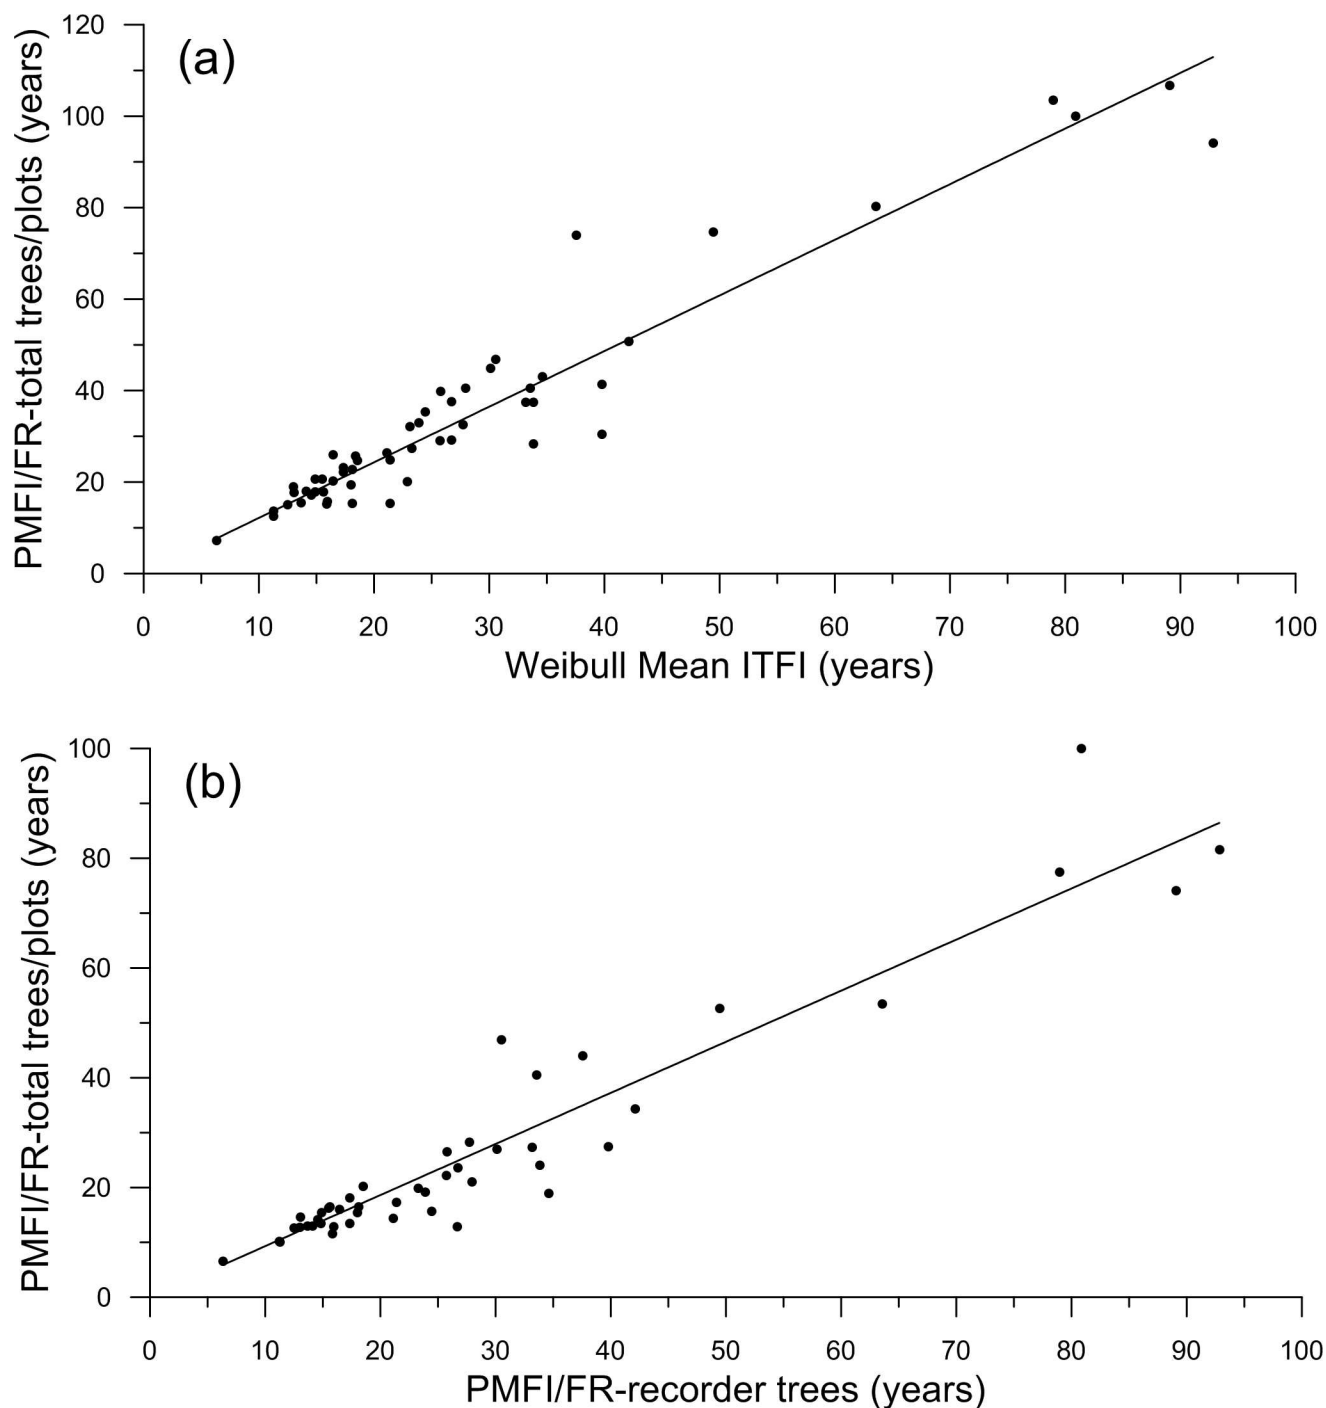 (a)
PMFI/FR-total trees/plots (years)
120
100
80
60
40
20
0
0 10 20 30 40 50 60 70 80 90 100
Weibull Mean ITFI (years)
(b)
PMFI/FR-total trees/plots (years)
100
80
60
40
20
0
0 10 20 30 40 50 60 70 80 90 100
PMFI/FR-recorder trees (years)